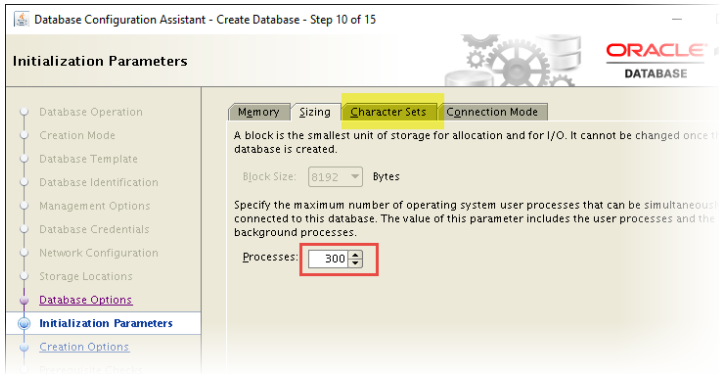 Database Configuration Assistant - Create Database - Step 10 of 15
Initialization Parameters
ORACLE
DATABASE
Database Operation
Creation Mode
Database Template
Database Identification
Management Options
Database Credentials
Network Configuration
Storage Locations
Database Options
Initialization Parameters
Creation Options
Memory Sizing Character Sets Connection Mode
A block is the smallest unit of storage for allocation and for I/O. It cannot be changed once
database is created.
Block Size: 8192 Bytes
Specify the maximum number of operating system user processes that can be simultaneous
connected to this database. The value of this parameter includes the user processes and the
background processes.
Processes: 300